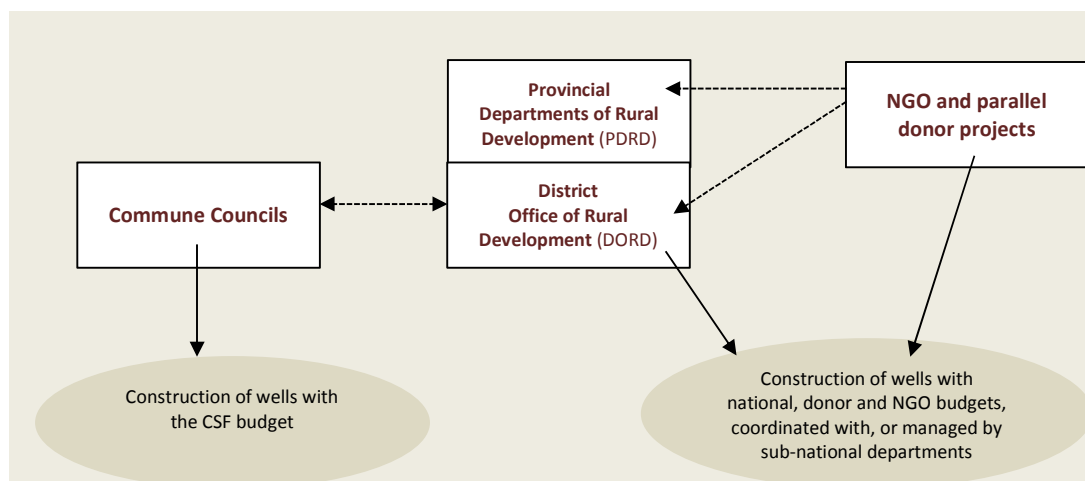 Provincial
Departments of Rural
Development (PDRD)
NGO and parallel
donor projects
Commune Councils
District
Office of Rural
Development (DORD)
Construction of wells with
the CSF budget
Construction of wells with
national, donor and NGO budgets,
coordinated with, or managed by
sub-national departments